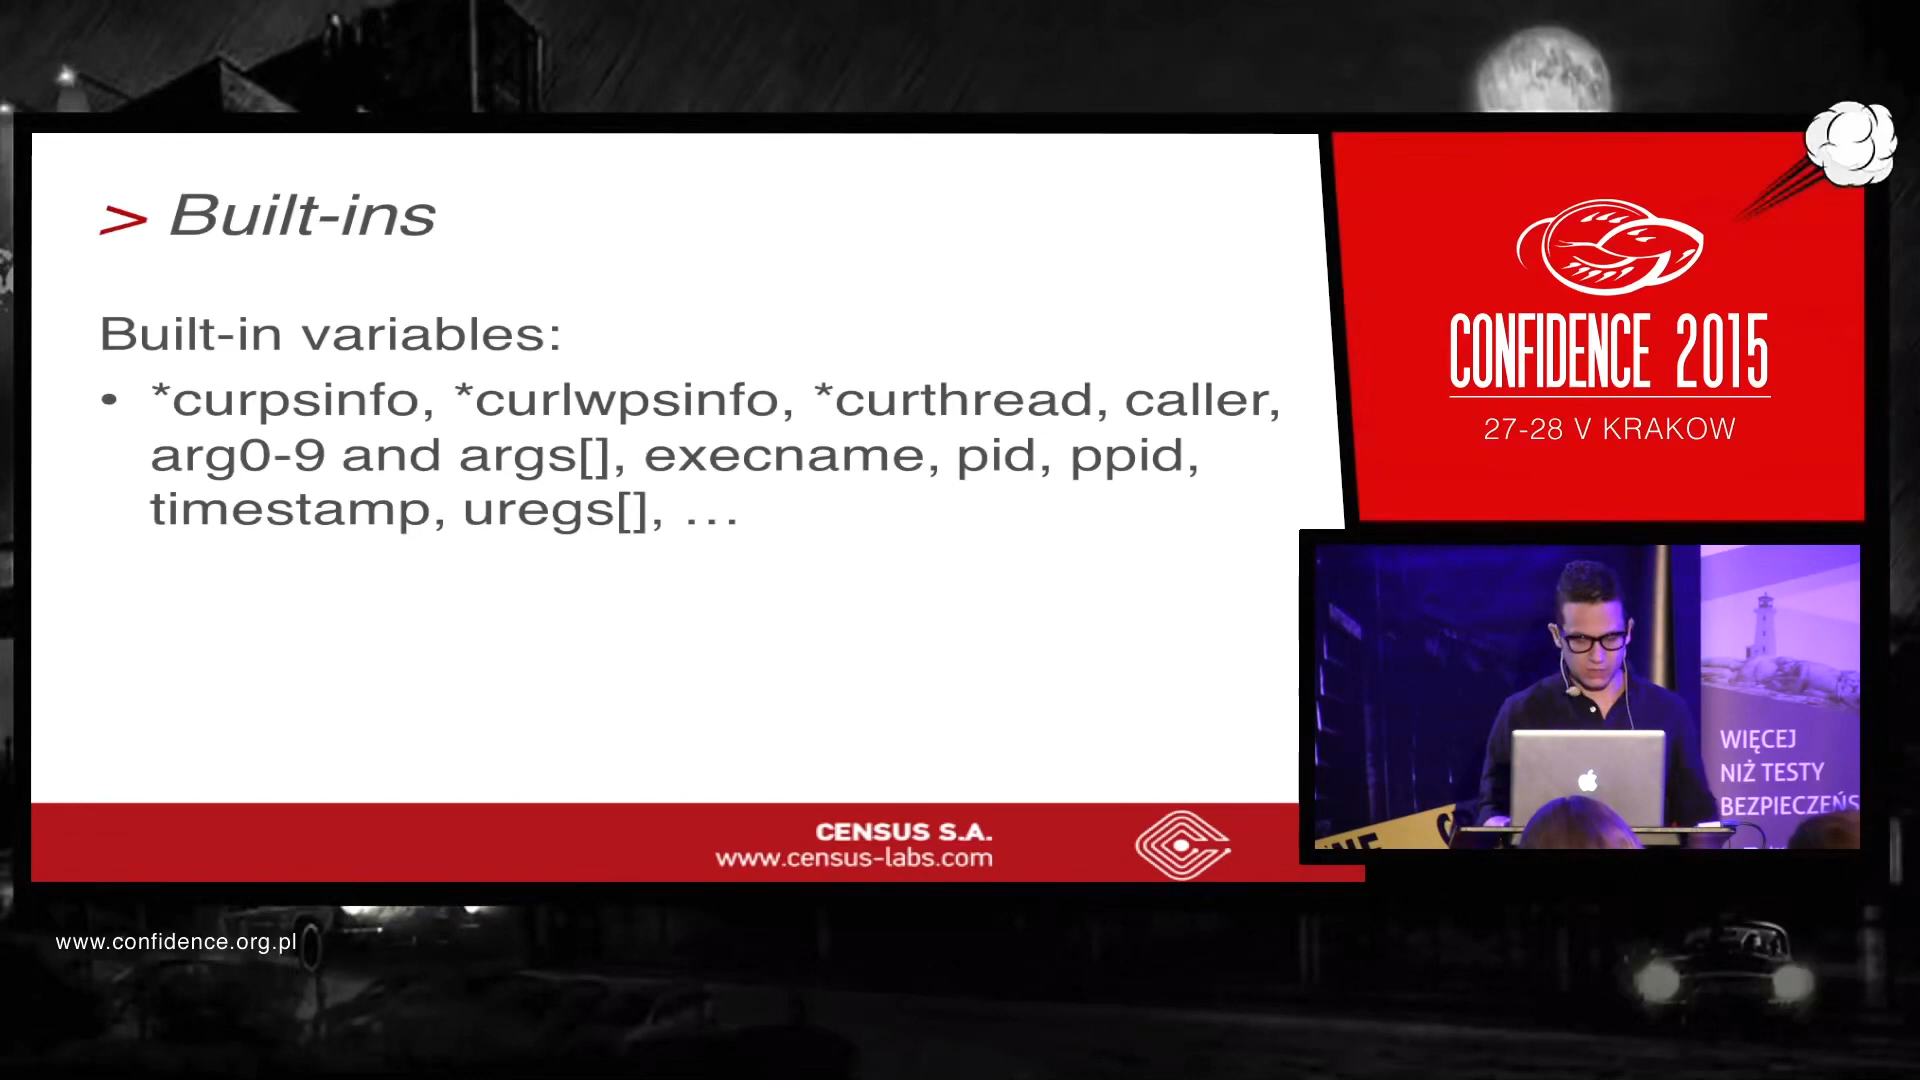 > Built-ins
Built-in variables:
• *curpsinfo, *curlwpsinfo, *curthread, caller,
arg0-9 and args[], execname, pid, ppid,
timestamp, uregs[], …
CENSUS S.A.
www.census-labs.com
CONFIDENCE 2015
27-28 V KRAKOW
WIĘCEJ
NIŻ TESTY
BEZPIECZEŃS
www.confidence.org.pl